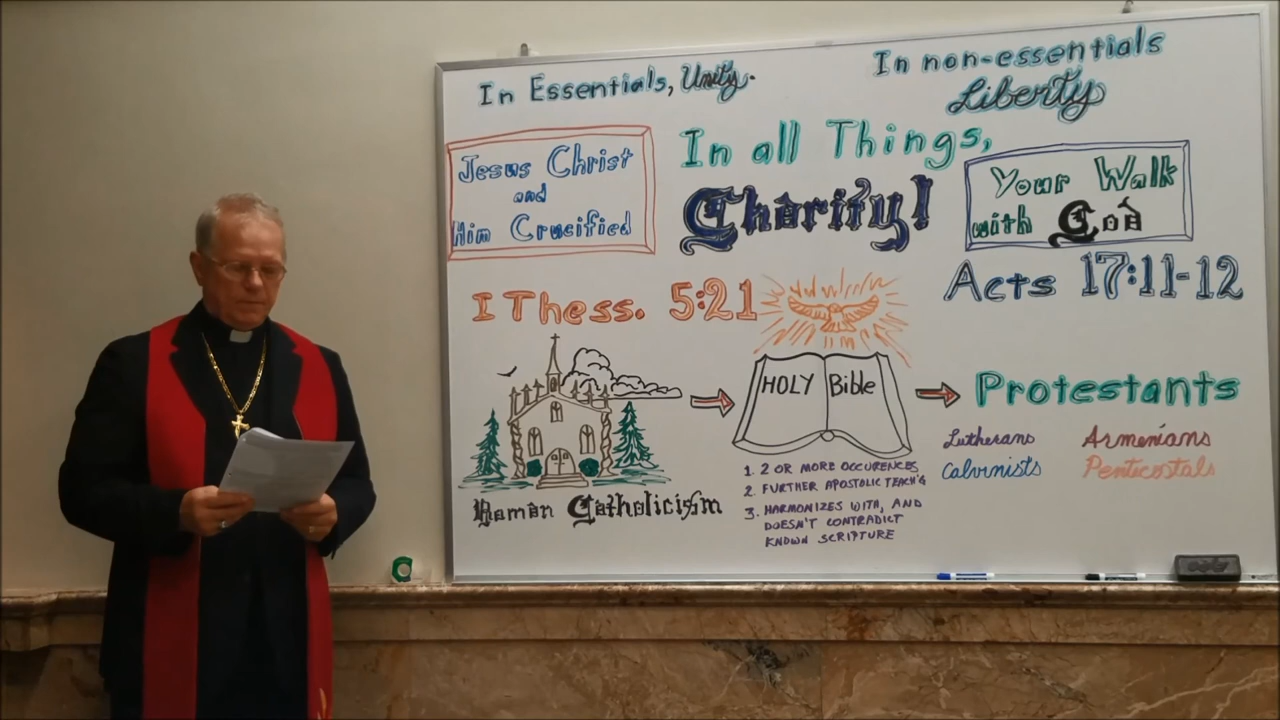 In Essentials, Unity.
In non-essentials
Liberty
In all Things,
Charity!
Jesus Christ
and
Him Crucified
Your Walk
with God
I Thess. 5:21
Acts 17:11-12
HOLY Bible
Protestants
Lutherans
Armenians
Calvinists
Pentecostals
Roman Catholicism
1. 2 OR MORE OCCURENCES
2. FURTHER APOSTOLIC TEACH'G
3. HARMONIZES WITH, AND
DOESN'T CONTRADICT
KNOWN SCRIPTURE